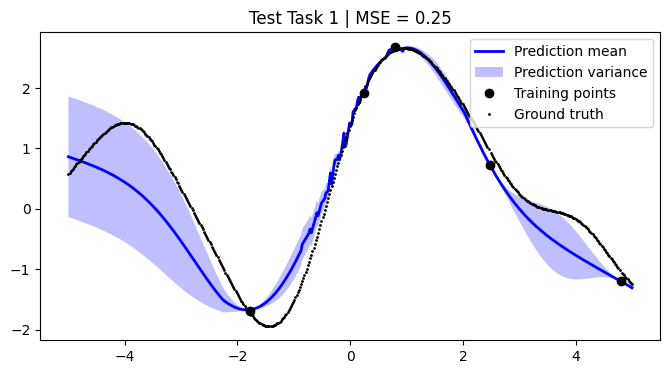 Test Task 1 | MSE = 0.25
Prediction mean
Prediction variance
Training points
Ground truth
2
1
0
−1
−2
−4
−2
0
2
4